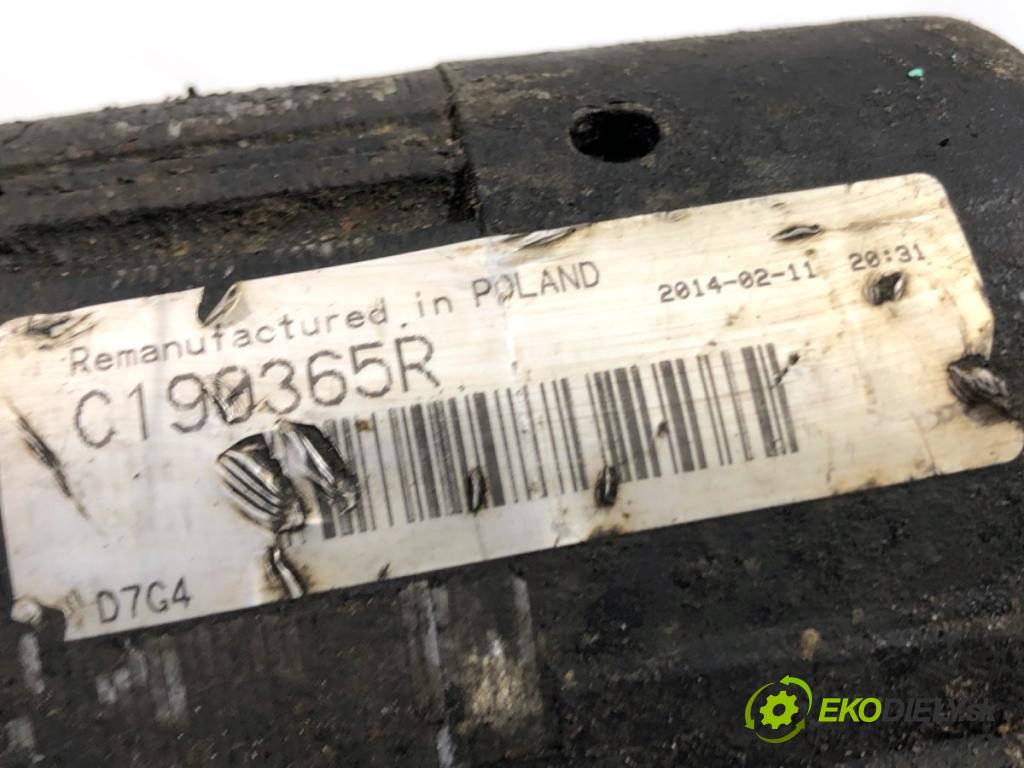 Remanufactured in POLAND 2014-02-11 20:31
C190365R
D7G4
EKODIELY.sk